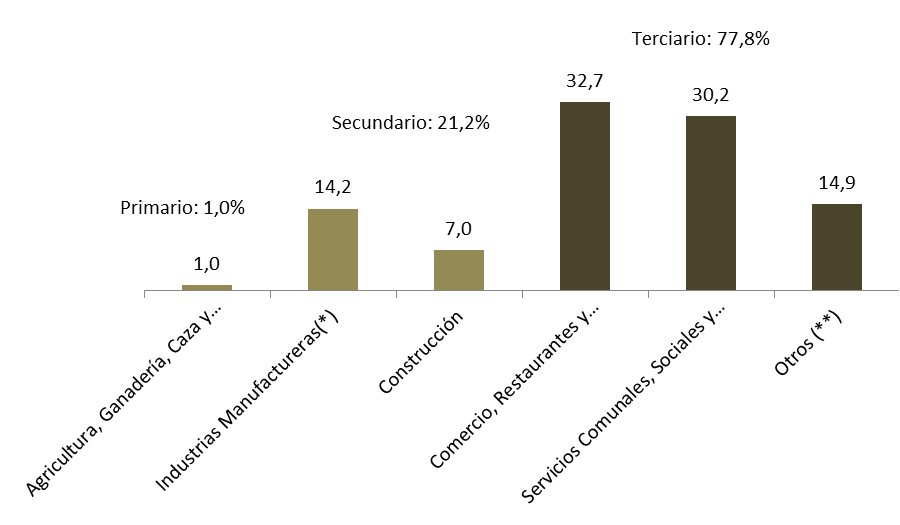 Terciario: 77,8%
32,7
30,2
Secundario: 21,2%
14,2
14,9
Primario: 1,0%
7,0
1,0
Agricultura, Ganadería, Caza y...
Industrias Manufactureras(*)
Construcción
Comercio, Restaurantes y...
Servicios Comunales, Sociales y...
Otros (**)